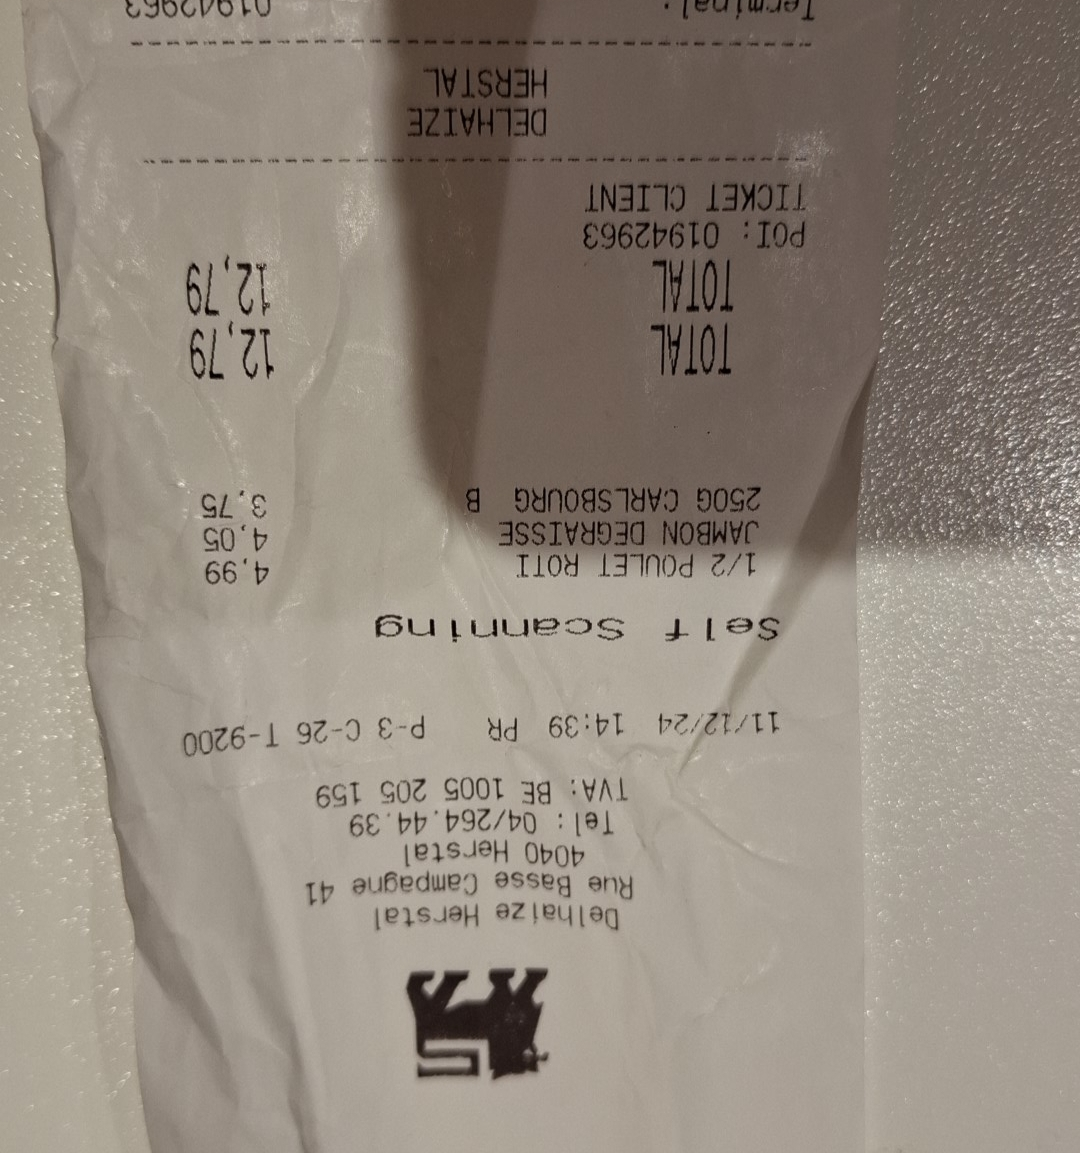 Delhaize Herstal
Rue Basse Campagne 41
4040 Herstal
Tel: 04/264.44.39
TVA: BE 1005 205 159
11/12/24 14:39 PR P-3 C-26 T-9200
Self Scanning
1/2 POULET ROTI 4,99
JAMBON DEGRAISSE 4,05
250G CARLSBOURG B 3,75
TOTAL 12,79
TOTAL 12,79
POI: 01942963
TICKET CLIENT
DELHAIZE
HERSTAL
Terminal: 01942963